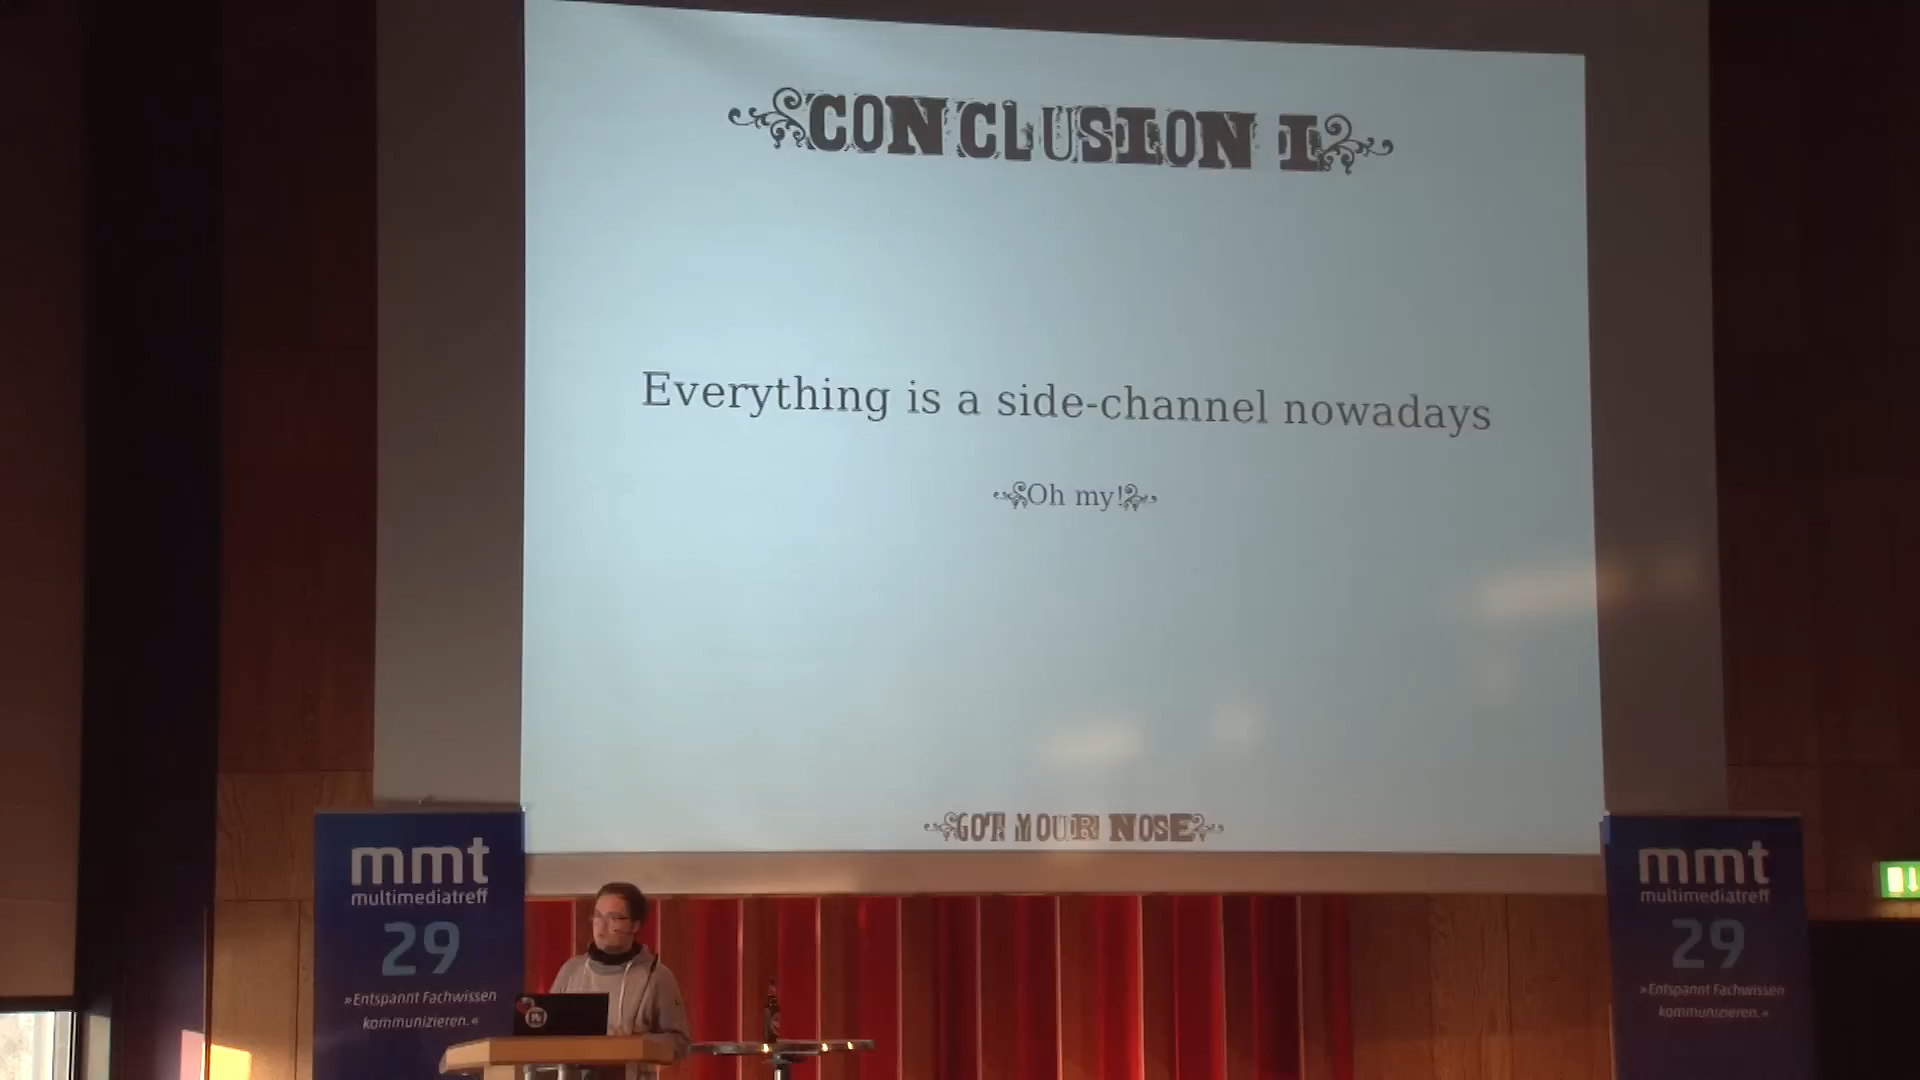 CONCLUSION I
Everything is a side-channel nowadays
Oh my!
GOT YOUR NOSE
mmt
multimediatreff
29
»Entspannt Fachwissen
kommunizieren.«
mmt
multimediatreff
29
»Entspannt Fachwissen
kommunizieren.«